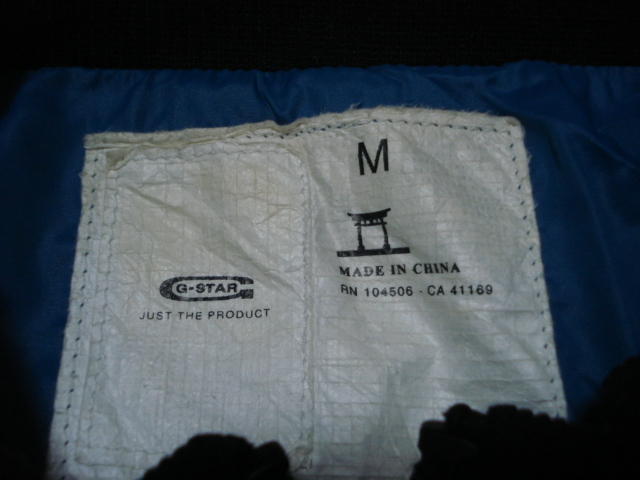 M
G-STAR
JUST THE PRODUCT
MADE IN CHINA
RN 104506 - CA 41169